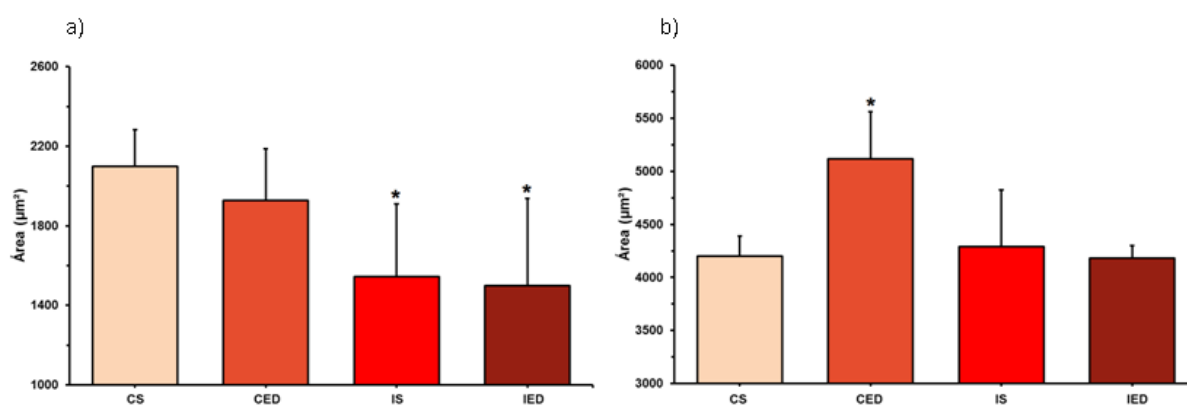 a)
2600
2200
1800
1400
1000
Área (µm²)
*
*
CS CED IS IED
b)
6000
5500
5000
4500
4000
3500
3000
Área (µm²)
*
CS CED IS IED